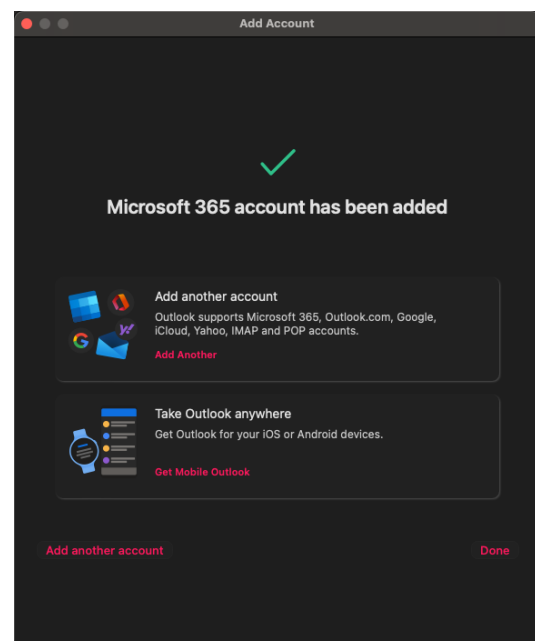 Add Account
Microsoft 365 account has been added
Add another account
Outlook supports Microsoft 365, Outlook.com, Google,
iCloud, Yahoo, IMAP and POP accounts.
Add Another
Take Outlook anywhere
Get Outlook for your iOS or Android devices.
Get Mobile Outlook
Add another account
Done